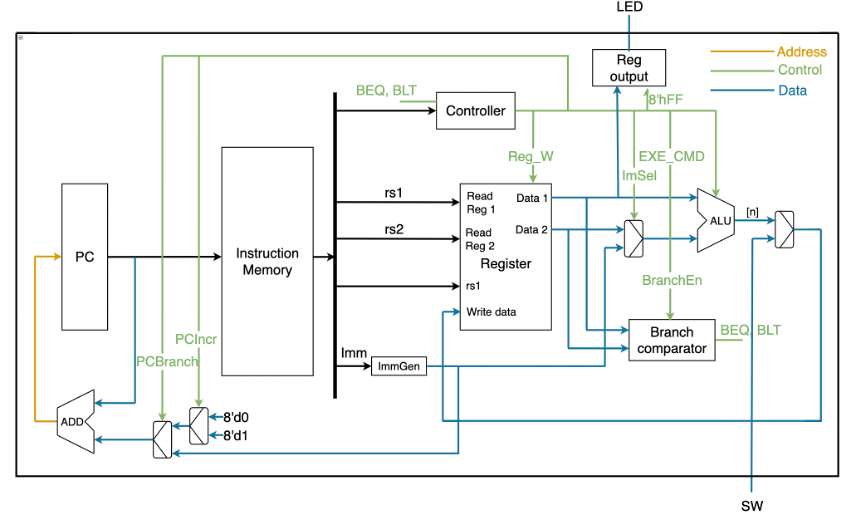 LED
Reg
output
Address
Control
Data
BEQ, BLT
Controller
8'hFF
Reg_W
EXE_CMD
ImSel
rs1
Read
Reg 1
Data 1
ALU
[n]
PC
Instruction
Memory
rs2
Read
Reg 2
Data 2
Register
rs1
BranchEn
Write data
PCIncr
PCBranch
Imm
ImmGen
Branch
comparator
BEQ, BLT
ADD
8'd0
8'd1
SW